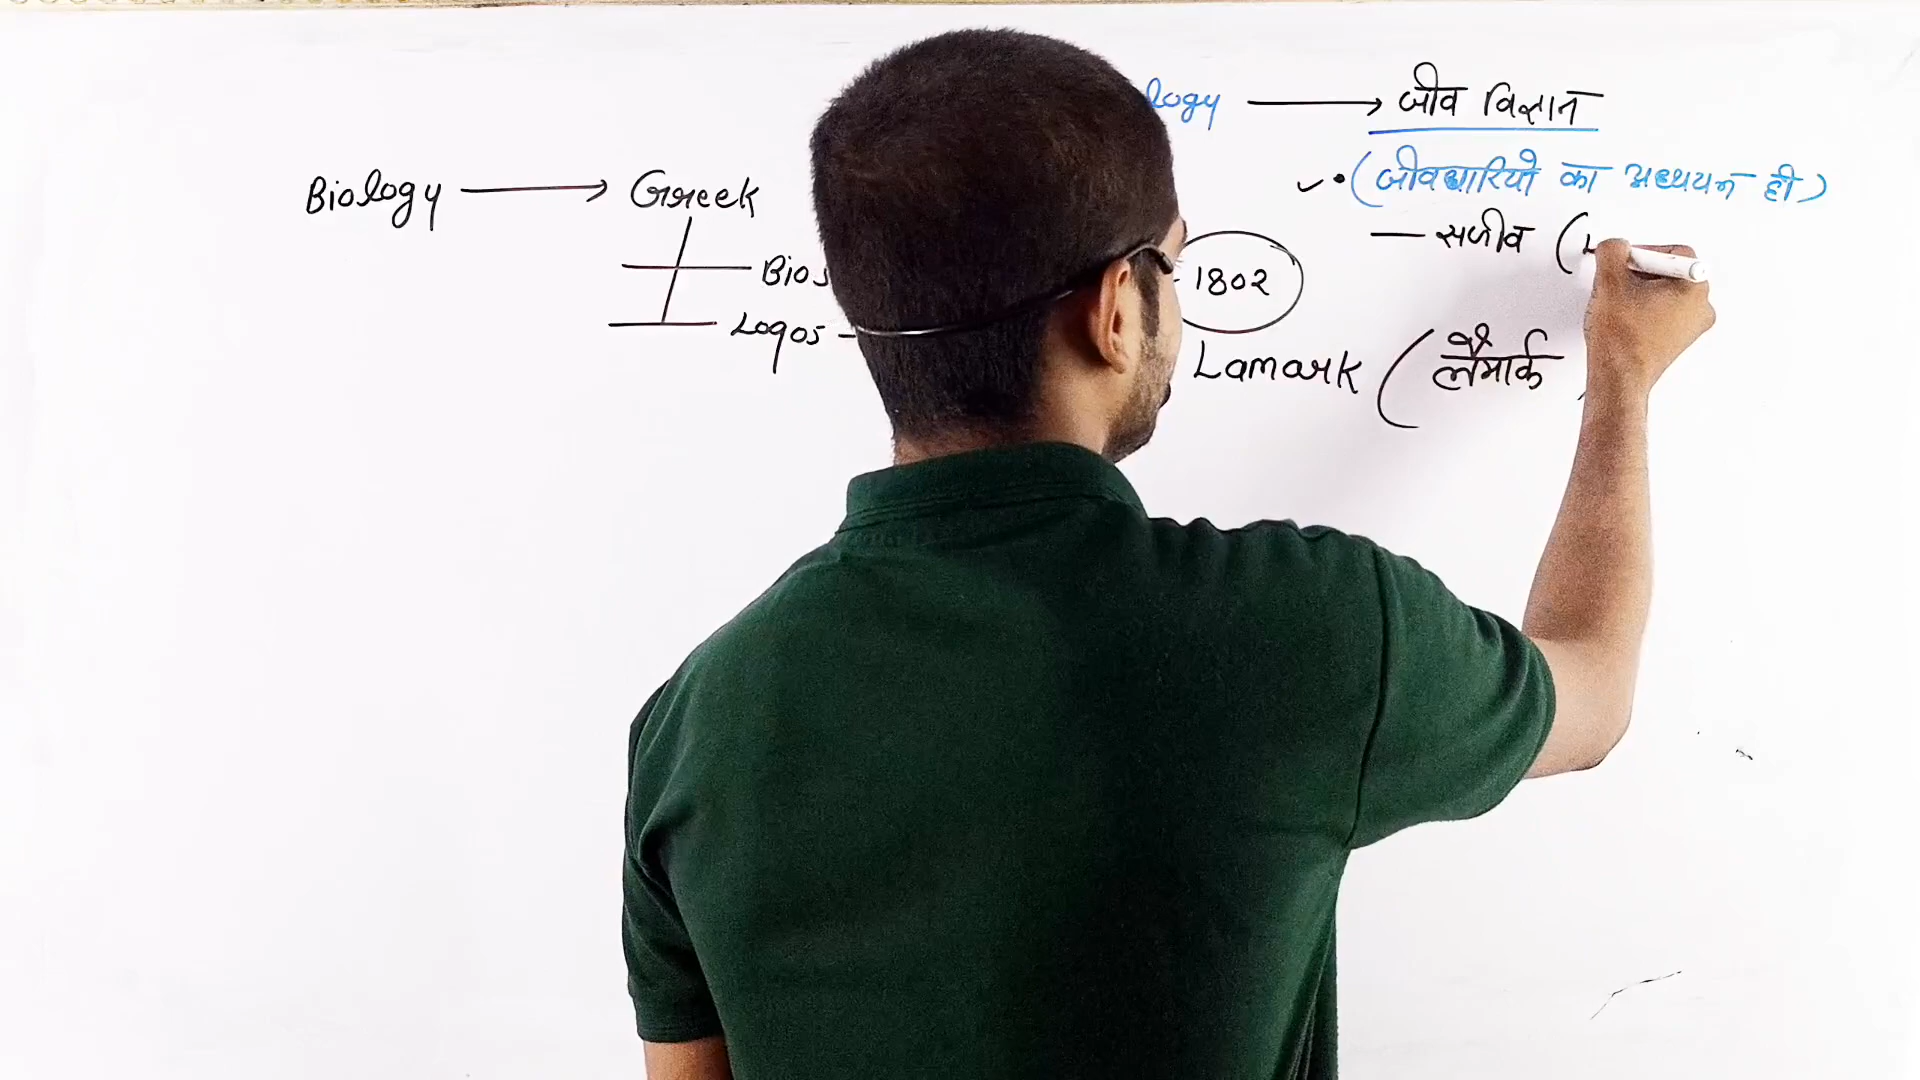 Biology → Greek
Bios
Logos -
logy → जीव विज्ञान
✓• (जीवधारियो का अध्ययन ही)
— सजीव (
1802
Lamark (लैमार्क